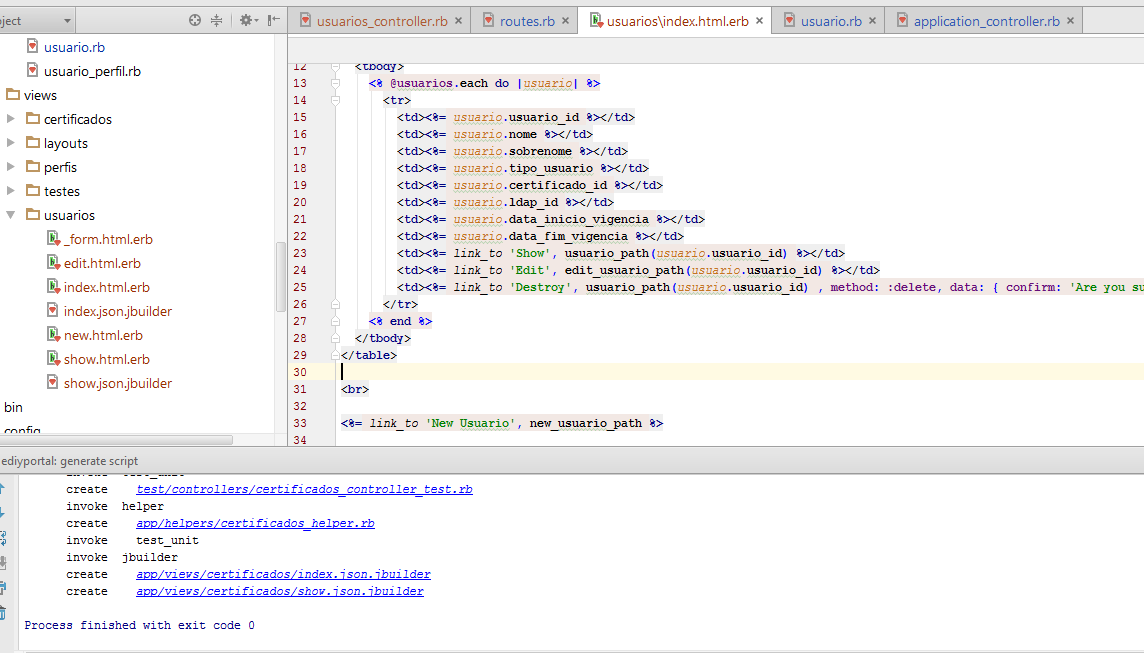 ject
usuarios_controller.rb × routes.rb × usuarios\index.html.erb × usuario.rb × application_controller.rb ×
usuario.rb
usuario_perfil.rb
views
certificados
layouts
perfis
testes
usuarios
_form.html.erb
edit.html.erb
index.html.erb
index.json.jbuilder
new.html.erb
show.html.erb
show.json.jbuilder
bin
config
12 <tbody>
13 <% @usuarios.each do |usuario| %>
14 <tr>
15 <td><%= usuario.usuario_id %></td>
16 <td><%= usuario.nome %></td>
17 <td><%= usuario.sobrenome %></td>
18 <td><%= usuario.tipo_usuario %></td>
19 <td><%= usuario.certificado_id %></td>
20 <td><%= usuario.ldap_id %></td>
21 <td><%= usuario.data_inicio_vigencia %></td>
22 <td><%= usuario.data_fim_vigencia %></td>
23 <td><%= link_to 'Show', usuario_path(usuario.usuario_id) %></td>
24 <td><%= link_to 'Edit', edit_usuario_path(usuario.usuario_id) %></td>
25 <td><%= link_to 'Destroy', usuario_path(usuario.usuario_id) , method: :delete, data: { confirm: 'Are you su
26 </tr>
27 <% end %>
28 </tbody>
29 </table>
30
31 <br>
32
33 <%= link_to 'New Usuario', new_usuario_path %>
34
ediyportal: generate script
create test/controllers/certificados_controller_test.rb
invoke helper
create app/helpers/certificados_helper.rb
invoke test_unit
invoke jbuilder
create app/views/certificados/index.json.jbuilder
create app/views/certificados/show.json.jbuilder
Process finished with exit code 0